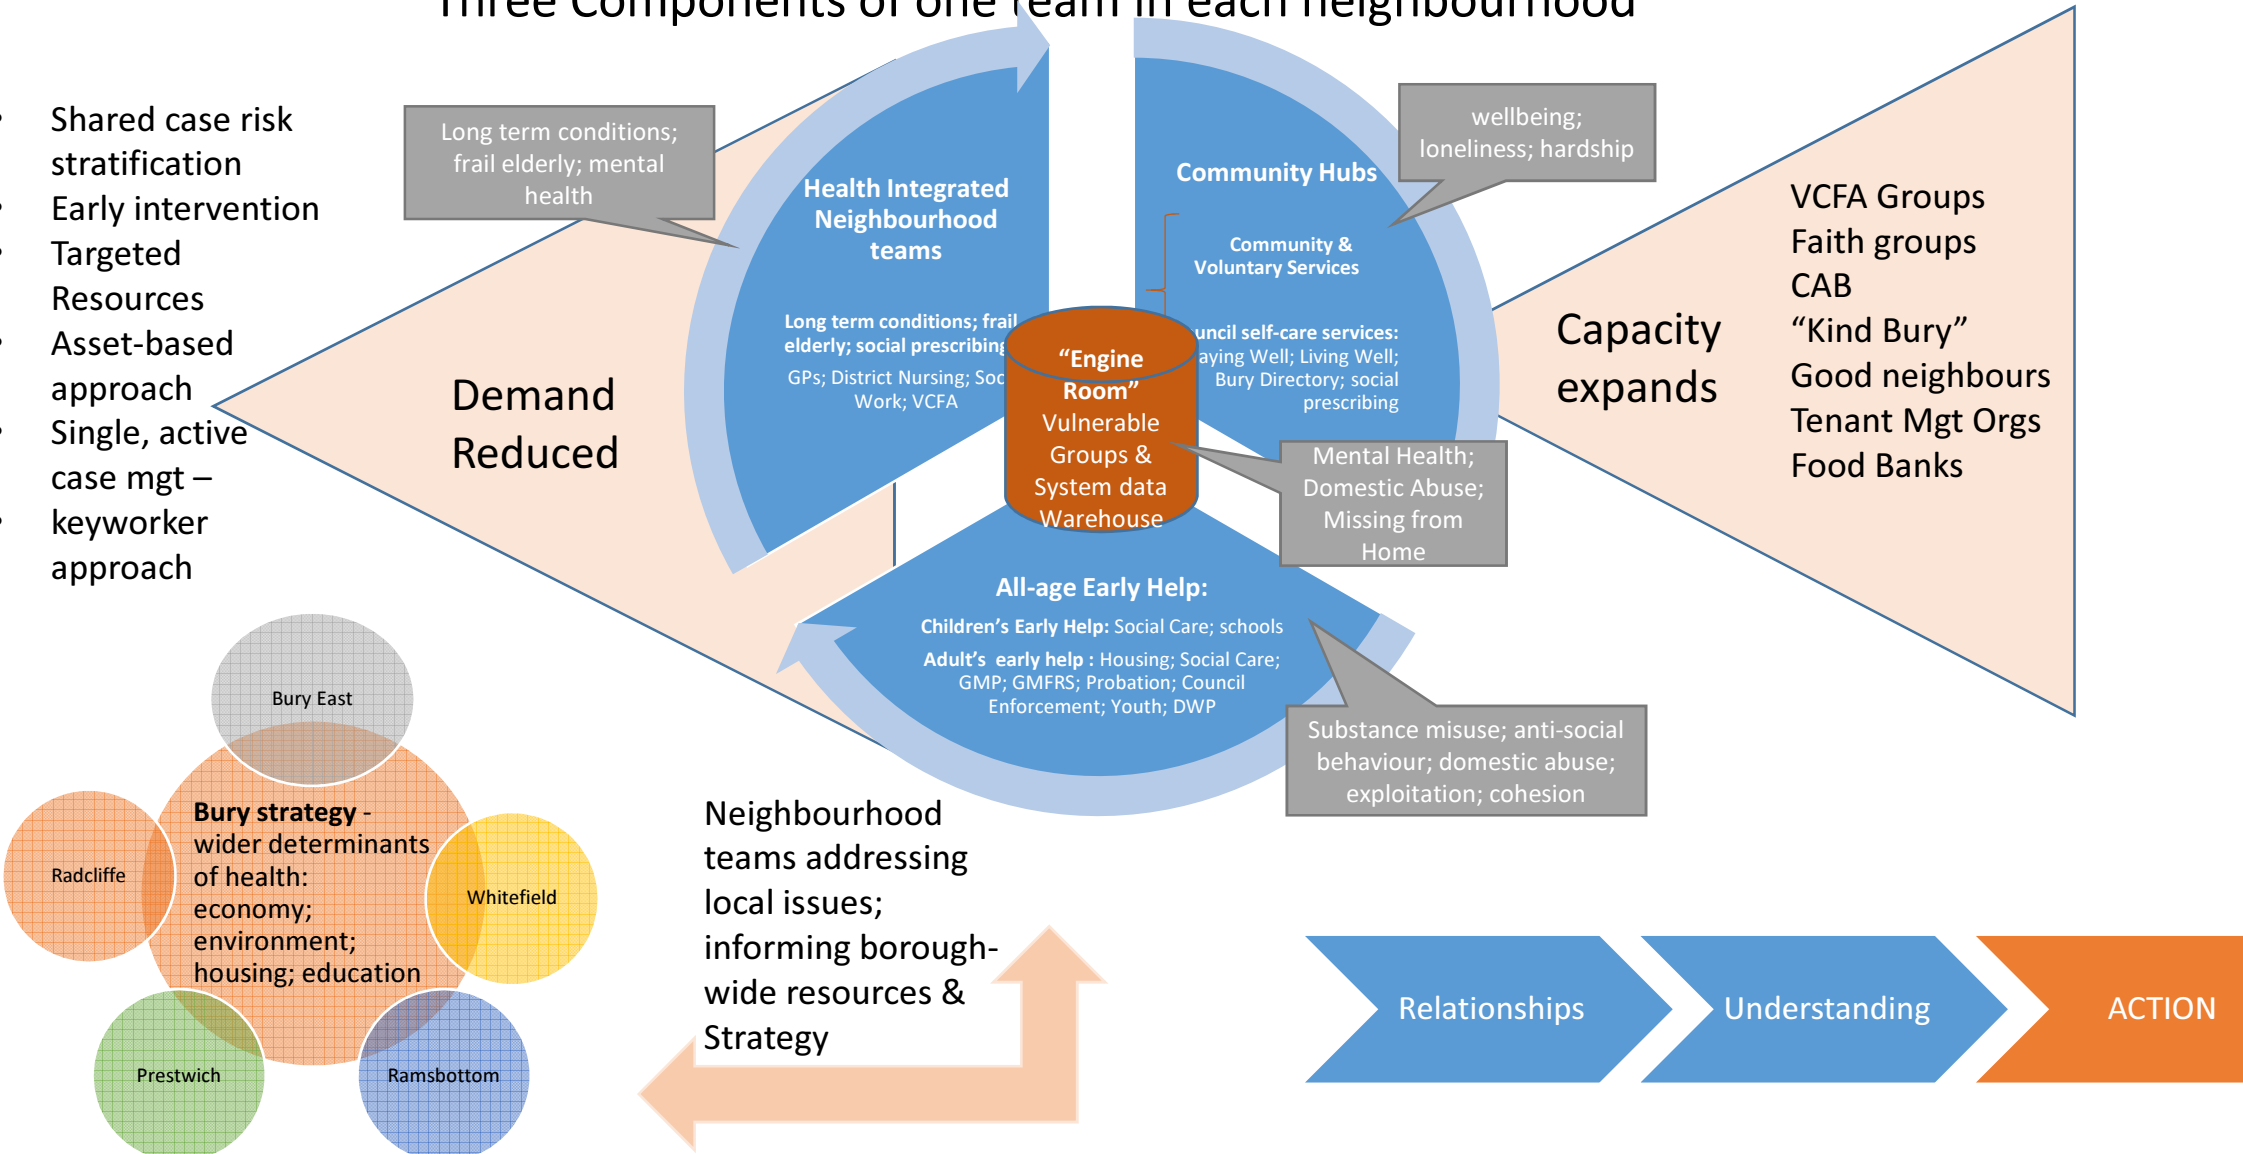 Three Components of one team in each neighbourhood
• Shared case risk
stratification
• Early intervention
• Targeted
Resources
• Asset-based
approach
• Single, active
case mgt –
• keyworker
approach
Demand
Reduced
Long term conditions;
frail elderly; mental
health
Health Integrated
Neighbourhood
teams
Long term conditions; frail
elderly; social prescribing
GPs; District Nursing; Soc
Work; VCFA
Community Hubs
Community &
Voluntary Services
uncil self-care services:
aying Well; Living Well;
Bury Directory; social
prescribing
wellbeing;
loneliness; hardship
"Engine
Room"
Vulnerable
Groups &
System data
Warehouse
Mental Health;
Domestic Abuse;
Missing from
Home
All-age Early Help:
Children's Early Help: Social Care; schools
Adult's  early help : Housing; Social Care;
GMP; GMFRS; Probation; Council
Enforcement; Youth; DWP
Substance misuse; anti-social
behaviour; domestic abuse;
exploitation; cohesion
Capacity
expands
VCFA Groups
Faith groups
CAB
“Kind Bury”
Good neighbours
Tenant Mgt Orgs
Food Banks
Bury East
Radcliffe
Bury strategy -
wider determinants
of health:
economy;
environment;
housing; education
Whitefield
Prestwich
Ramsbottom
Neighbourhood
teams addressing
local issues;
informing borough-
wide resources &
Strategy
Relationships
Understanding
ACTION